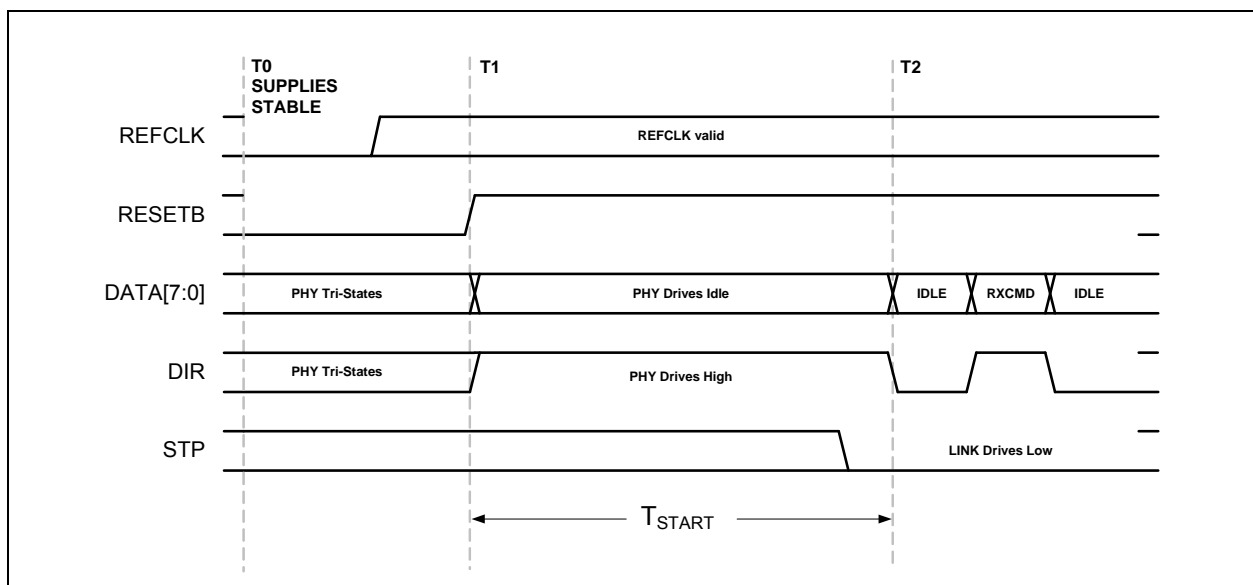 T0
SUPPLIES
STABLE
T1
T2
REFCLK
REFCLK valid
RESETB
DATA[7:0]
PHY Tri-States
PHY Drives Idle
IDLE
RXCMD
IDLE
DIR
PHY Tri-States
PHY Drives High
STP
LINK Drives Low
TSTART